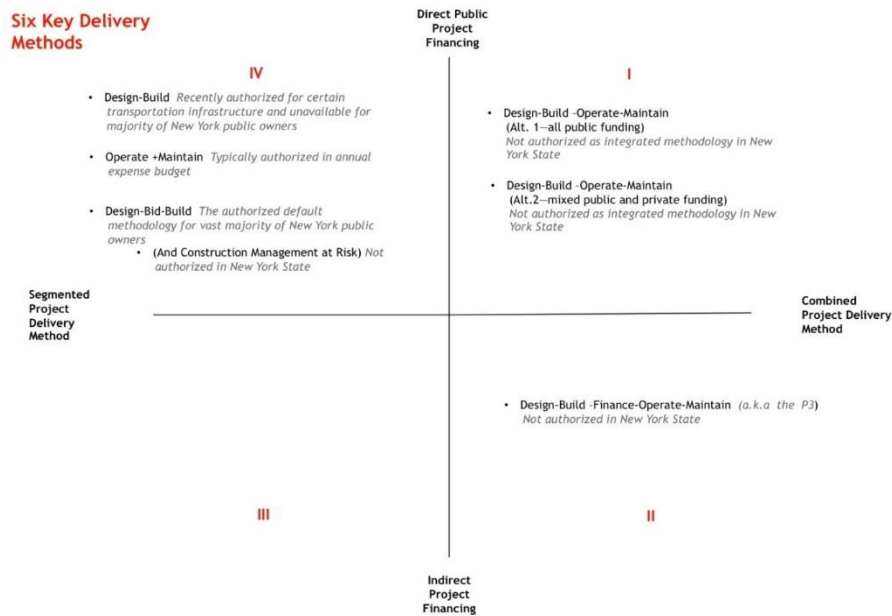 Six Key Delivery
Methods
Direct Public
Project
Financing
IV
• Design-Build Recently authorized for certain
transportation infrastructure and unavailable for
majority of New York public owners
• Operate +Maintain Typically authorized in annual
expense budget
• Design-Bid-Build The authorized default
methodology for vast majority of New York public
owners
• (And Construction Management at Risk) Not
authorized in New York State
I
• Design-Build -Operate-Maintain
(Alt. 1—all public funding)
Not authorized as integrated methodology in New
York State
• Design-Build -Operate-Maintain
(Alt.2—mixed public and private funding)
Not authorized as integrated methodology in New
York State
Segmented
Project
Delivery
Method
Combined
Project Delivery
Method
• Design-Build -Finance-Operate-Maintain (a.k.a the P3)
Not authorized in New York State
III
II
Indirect
Project
Financing